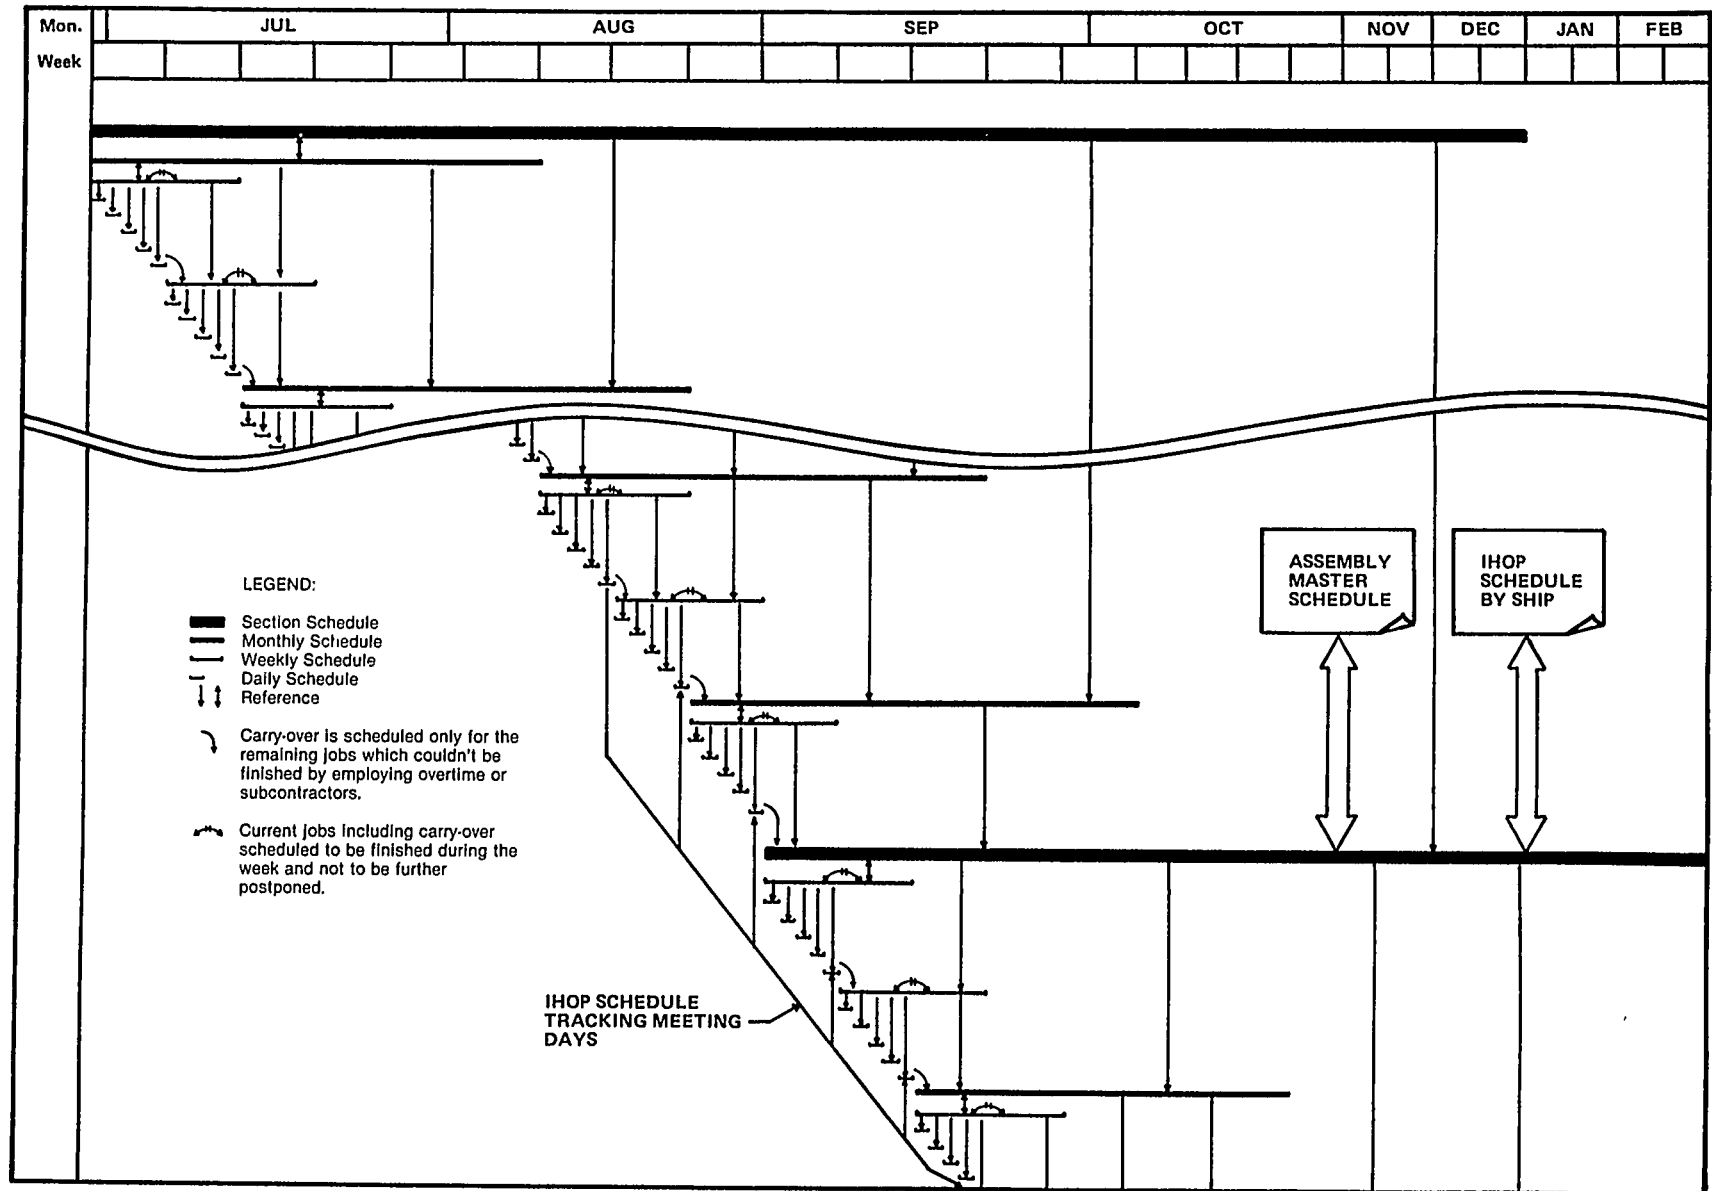 Mon. JUL AUG SEP OCT NOV DEC JAN FEB
Week
ASSEMBLY
MASTER
SCHEDULE
IHOP
SCHEDULE
BY SHIP
LEGEND:
Section Schedule
Monthly Schedule
Weekly Schedule
Daily Schedule
Reference
Carry-over is scheduled only for the
remaining jobs which couldn't be
finished by employing overtime or
subcontractors.
Current jobs including carry-over
scheduled to be finished during the
week and not to be further
postponed.
IHOP SCHEDULE
TRACKING MEETING
DAYS